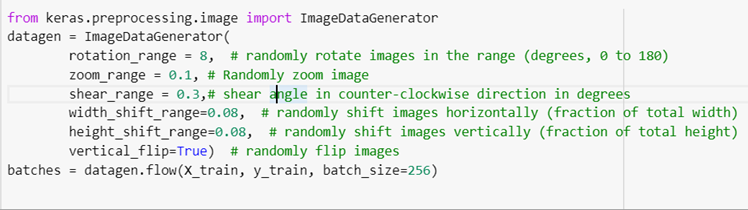 from keras.preprocessing.image import ImageDataGenerator
datagen = ImageDataGenerator(
        rotation_range = 8,  # randomly rotate images in the range (degrees, 0 to 180)
        zoom_range = 0.1, # Randomly zoom image
        shear_range = 0.3,# shear angle in counter-clockwise direction in degrees
        width_shift_range=0.08,  # randomly shift images horizontally (fraction of total width)
        height_shift_range=0.08,  # randomly shift images vertically (fraction of total height)
        vertical_flip=True)  # randomly flip images
batches = datagen.flow(X_train, y_train, batch_size=256)